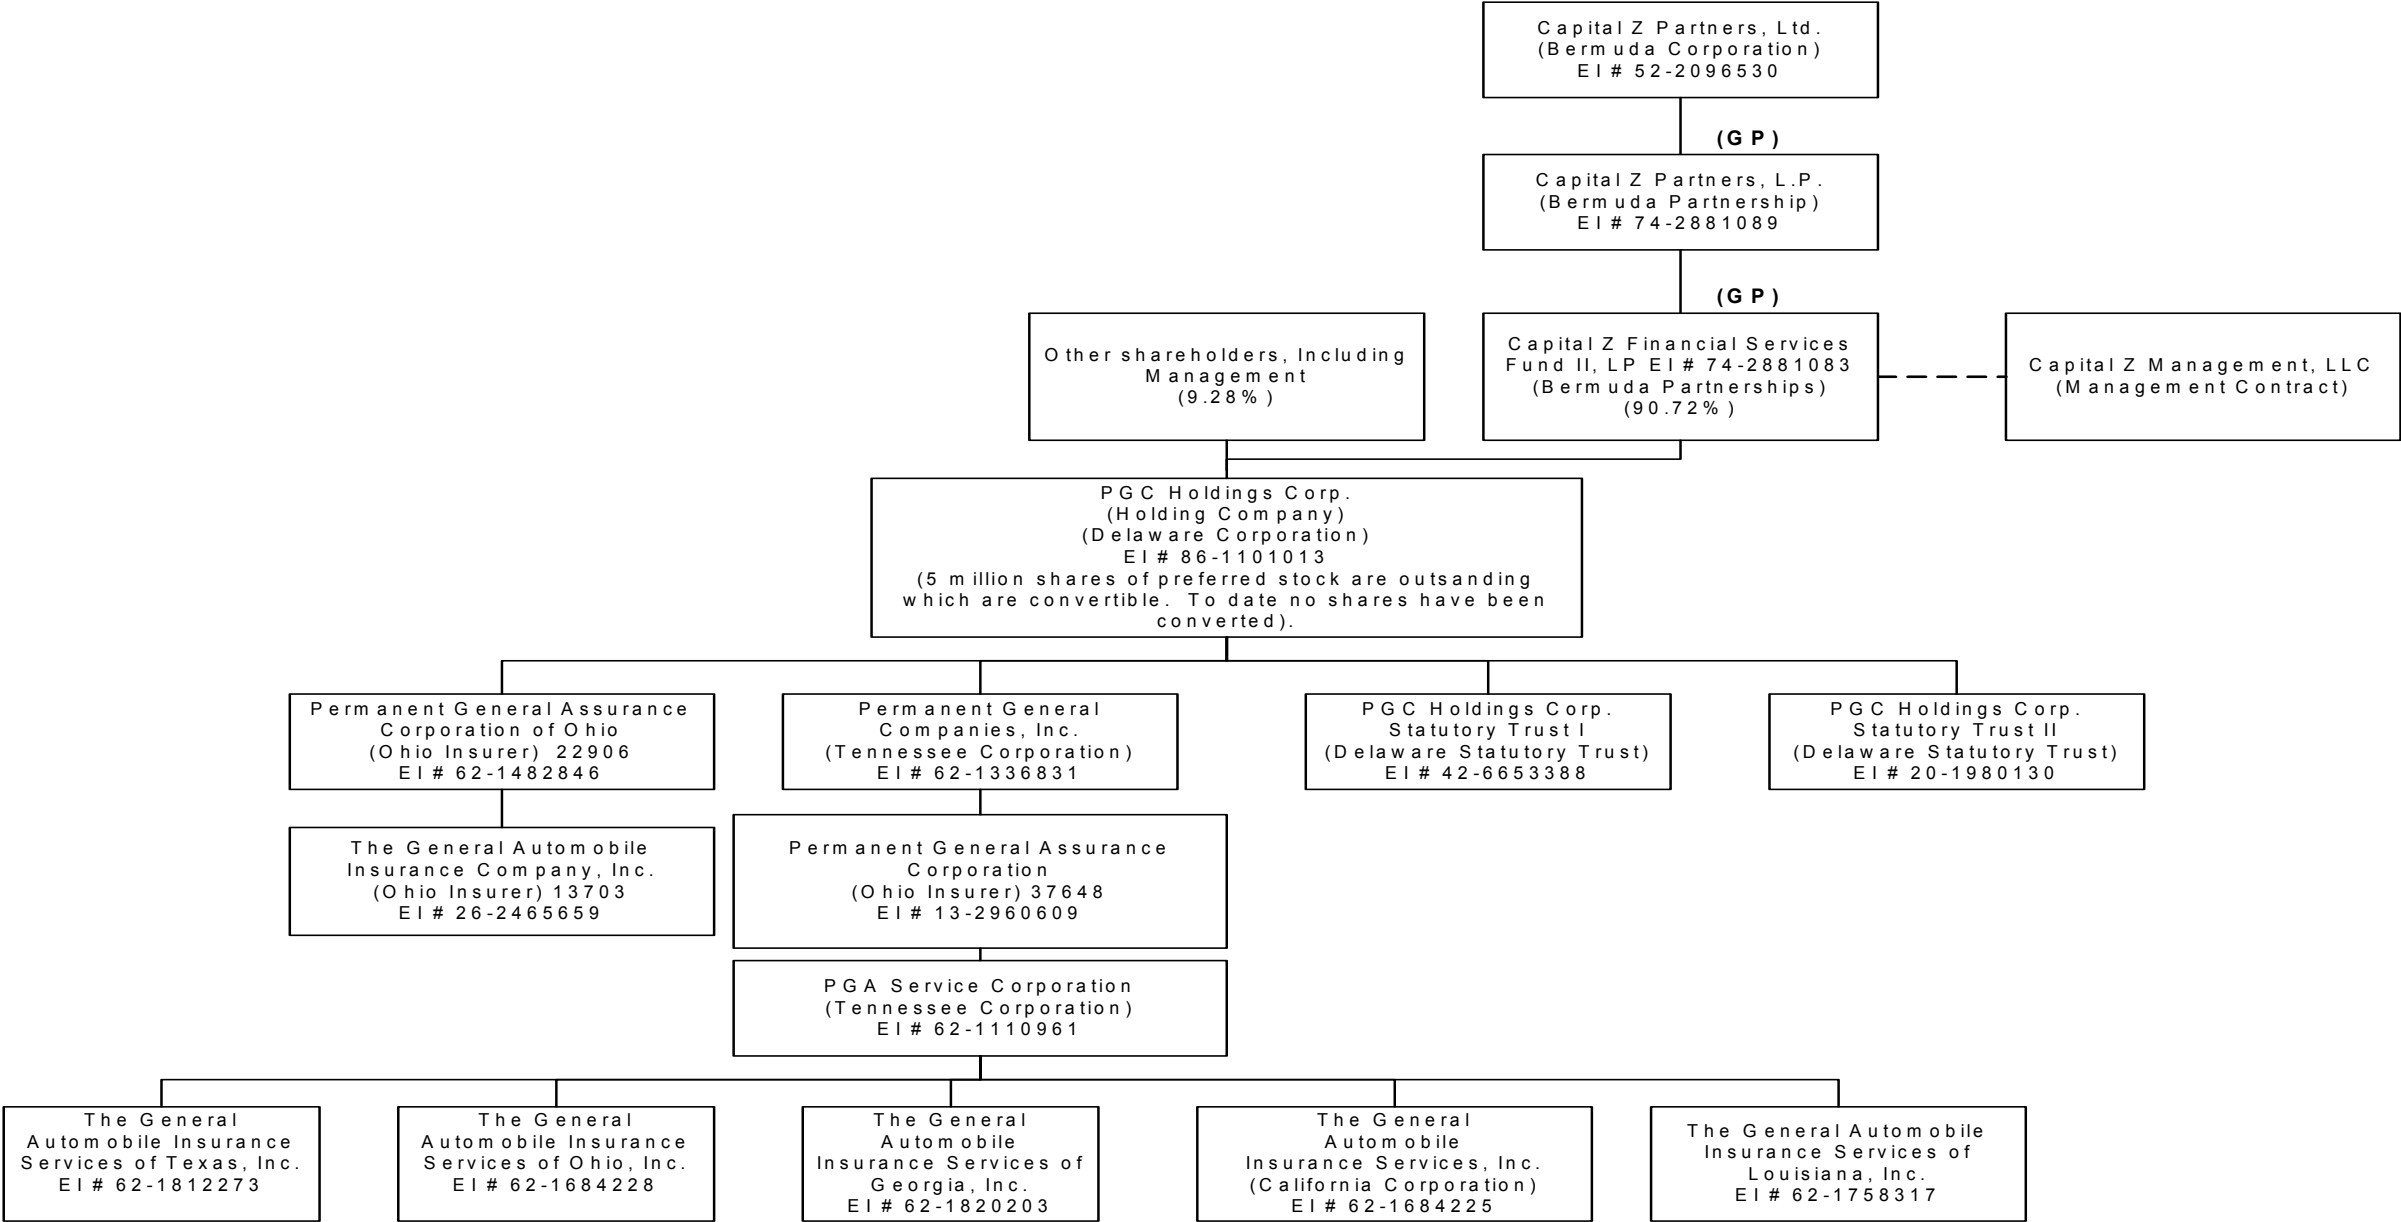 Capital Z Partners, Ltd.
(Bermuda Corporation)
EI # 52-2096530
(GP)
Capital Z Partners, L.P.
(Bermuda Partnership)
EI # 74-2881089
(GP)
Other shareholders, Including
Management
(9.28%)
Capital Z Financial Services
Fund II, LP EI # 74-2881083
(Bermuda Partnerships)
(90.72%)
Capital Z Management, LLC
(Management Contract)
PGC Holdings Corp.
(Holding Company)
(Delaware Corporation)
EI # 86-1101013
(5 million shares of preferred stock are outsanding
which are convertible. To date no shares have been
converted).
Permanent General Assurance
Corporation of Ohio
(Ohio Insurer) 22906
EI # 62-1482846
Permanent General
Companies, Inc.
(Tennessee Corporation)
EI # 62-1336831
PGC Holdings Corp.
Statutory Trust I
(Delaware Statutory Trust)
EI # 42-6653388
PGC Holdings Corp.
Statutory Trust II
(Delaware Statutory Trust)
EI # 20-1980130
The General Automobile
Insurance Company, Inc.
(Ohio Insurer) 13703
EI # 26-2465659
Permanent General Assurance
Corporation
(Ohio Insurer) 37648
EI # 13-2960609
PGA Service Corporation
(Tennessee Corporation)
EI # 62-1110961
The General
Automobile Insurance
Services of Texas, Inc.
EI # 62-1812273
The General
Automobile Insurance
Services of Ohio, Inc.
EI # 62-1684228
The General
Automobile
Insurance Services of
Georgia, Inc.
EI # 62-1820203
The General
Automobile
Insurance Services, Inc.
(California Corporation)
EI # 62-1684225
The General Automobile
Insurance Services of
Louisiana, Inc.
EI # 62-1758317